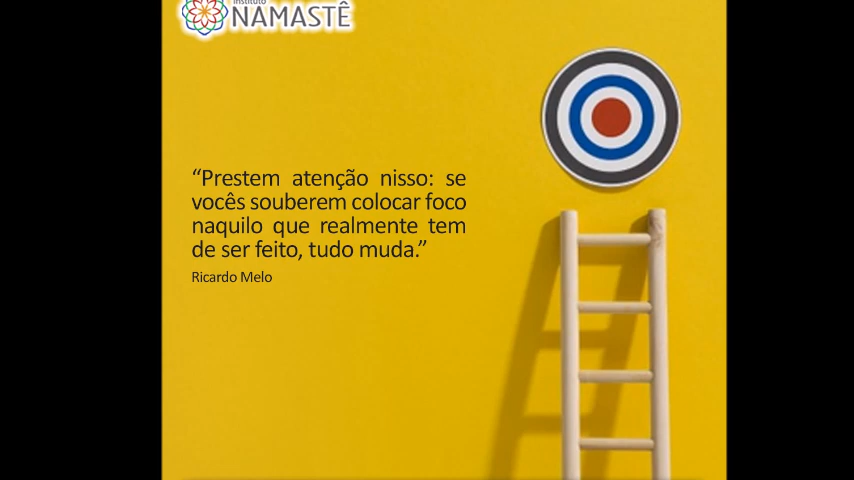 Instituto
NAMASTÊ
“Prestem atenção nisso: se
vocês souberem colocar foco
naquilo que realmente tem
de ser feito, tudo muda.”
Ricardo Melo